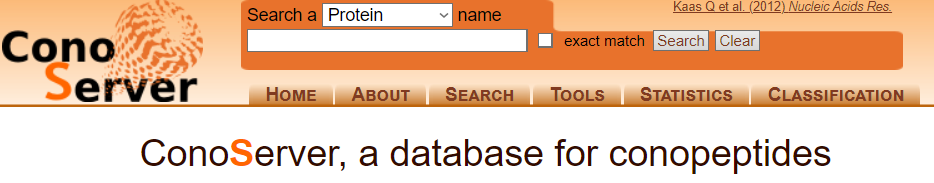 Kaas Q et al. (2012) Nucleic Acids Res.
Search a Protein name
Cono
Server
exact match Search Clear
HOME ABOUT SEARCH TOOLS STATISTICS CLASSIFICATION
ConoServer, a database for conopeptides